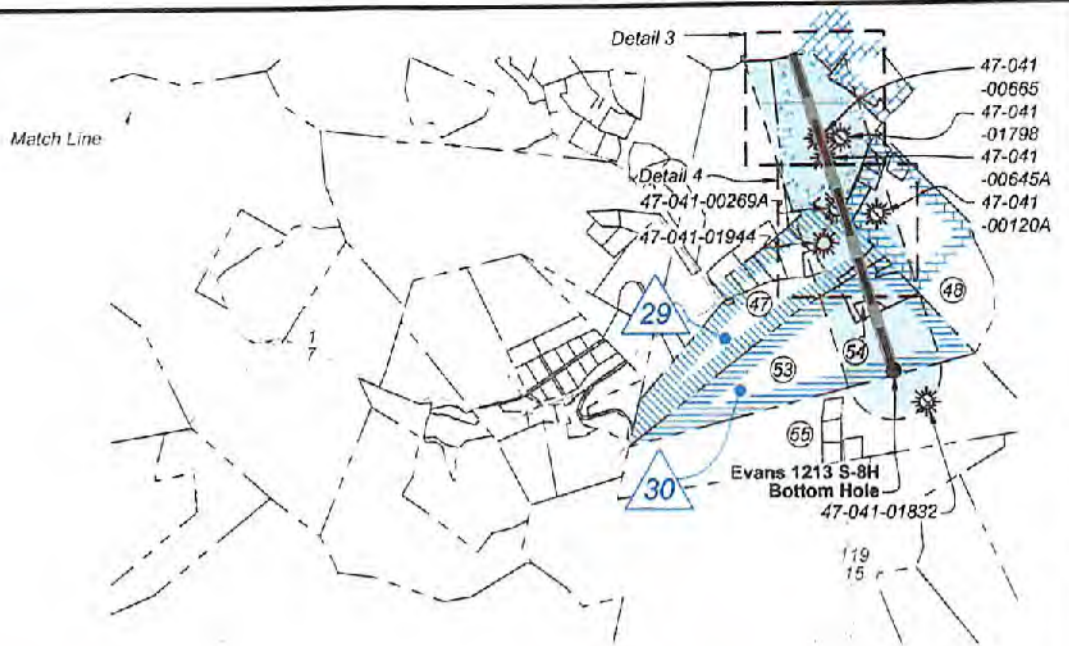 Detail 3
47-041
-00665
47-041
-01798
47-041
-00645A
47-041
-00120A
Match Line
Detail 4
47-041-00269A
47-041-01944
29
47
48
54
53
1
7
55
30
Evans 1213 S-8H
Bottom Hole
47-041-01832
119
15